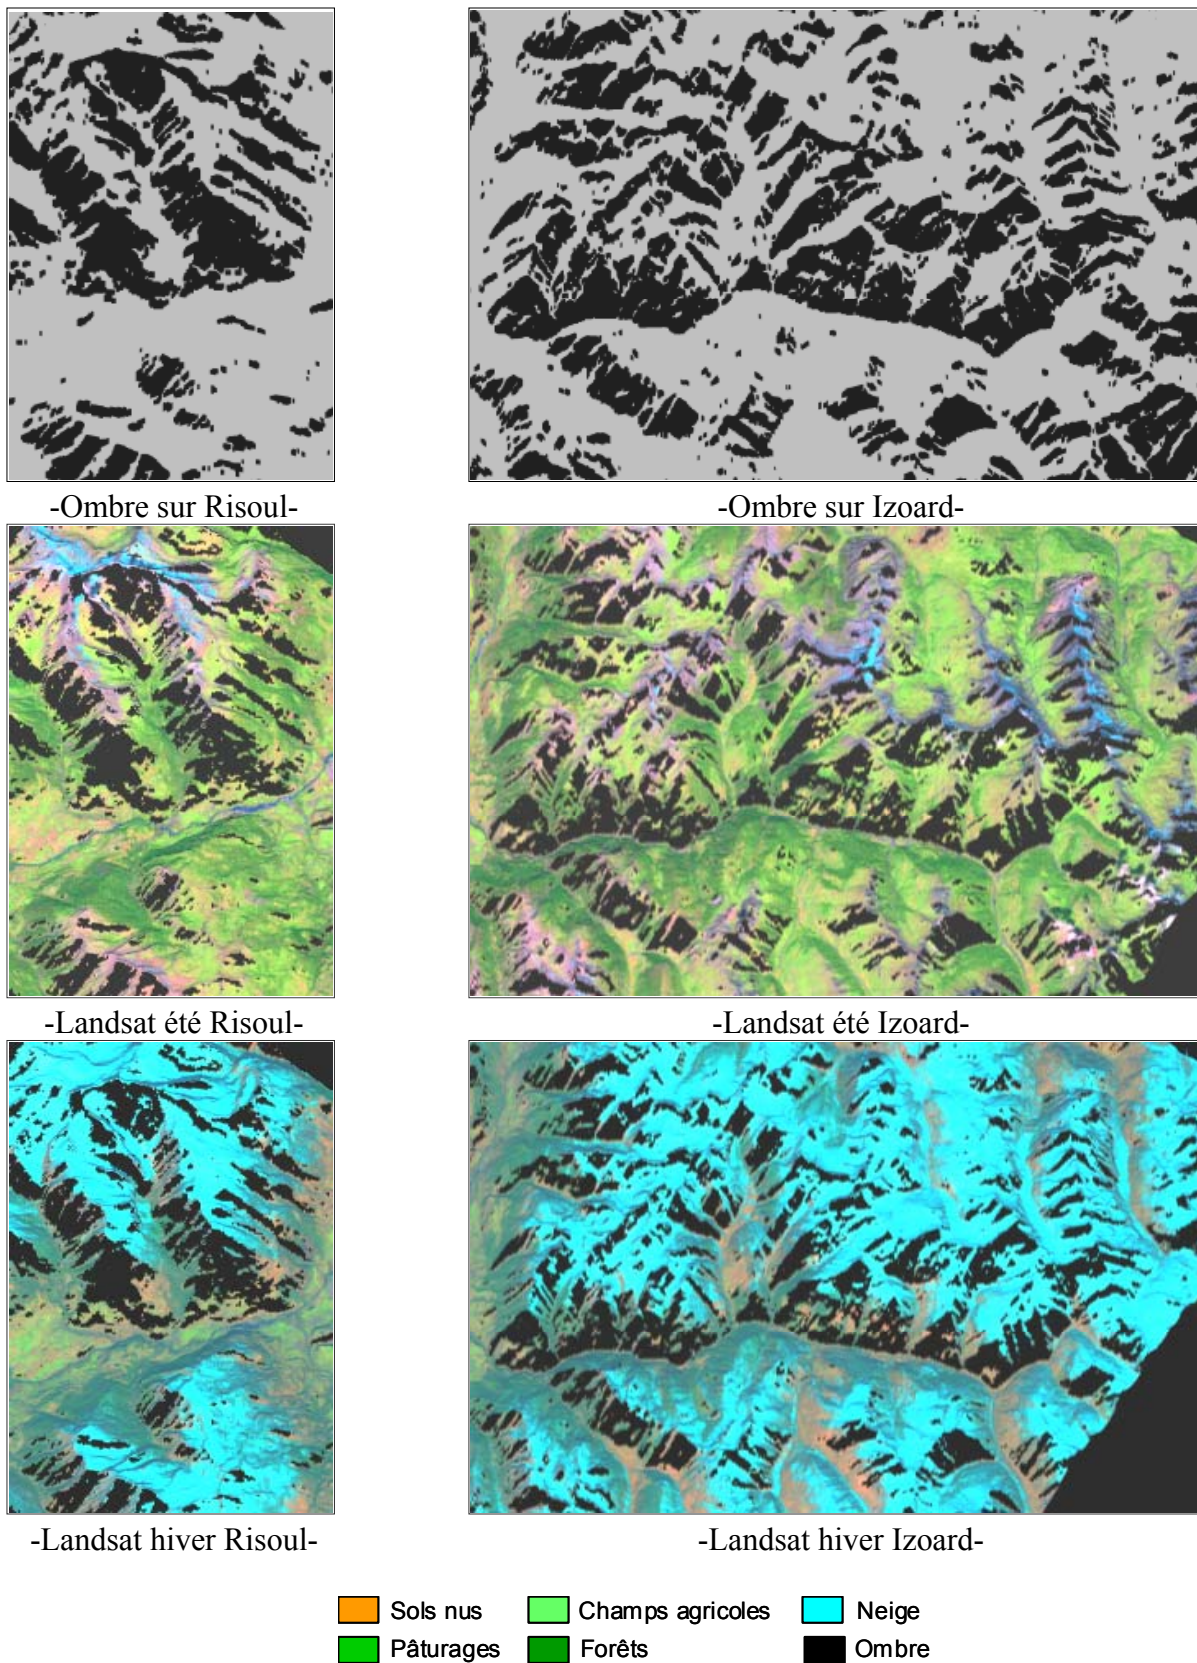 -Ombre sur Risoul-
-Ombre sur Izoard-
-Landsat été Risoul-
-Landsat été Izoard-
-Landsat hiver Risoul-
-Landsat hiver Izoard-
Sols nus
Champs agricoles
Neige
Pâturages
Forêts
Ombre